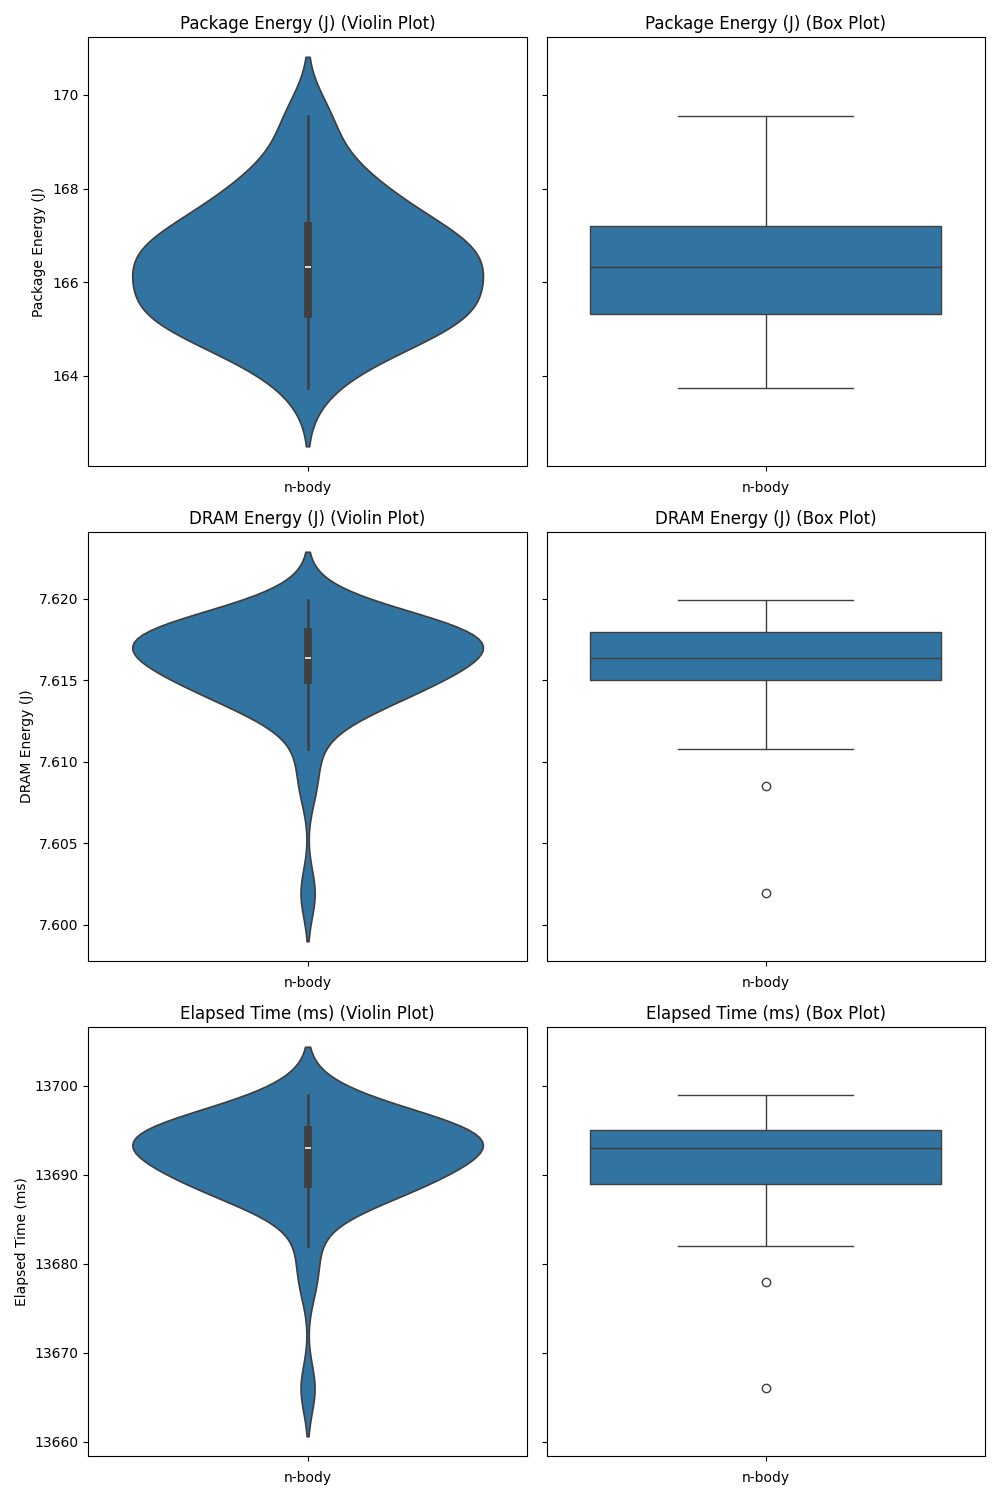 Package Energy (J) (Violin Plot)
Package Energy (J) (Box Plot)
Package Energy (J)
170
168
166
164
n-body
n-body
DRAM Energy (J) (Violin Plot)
DRAM Energy (J) (Box Plot)
DRAM Energy (J)
7.620
7.615
7.610
7.605
7.600
n-body
n-body
Elapsed Time (ms) (Violin Plot)
Elapsed Time (ms) (Box Plot)
Elapsed Time (ms)
13700
13690
13680
13670
13660
n-body
n-body